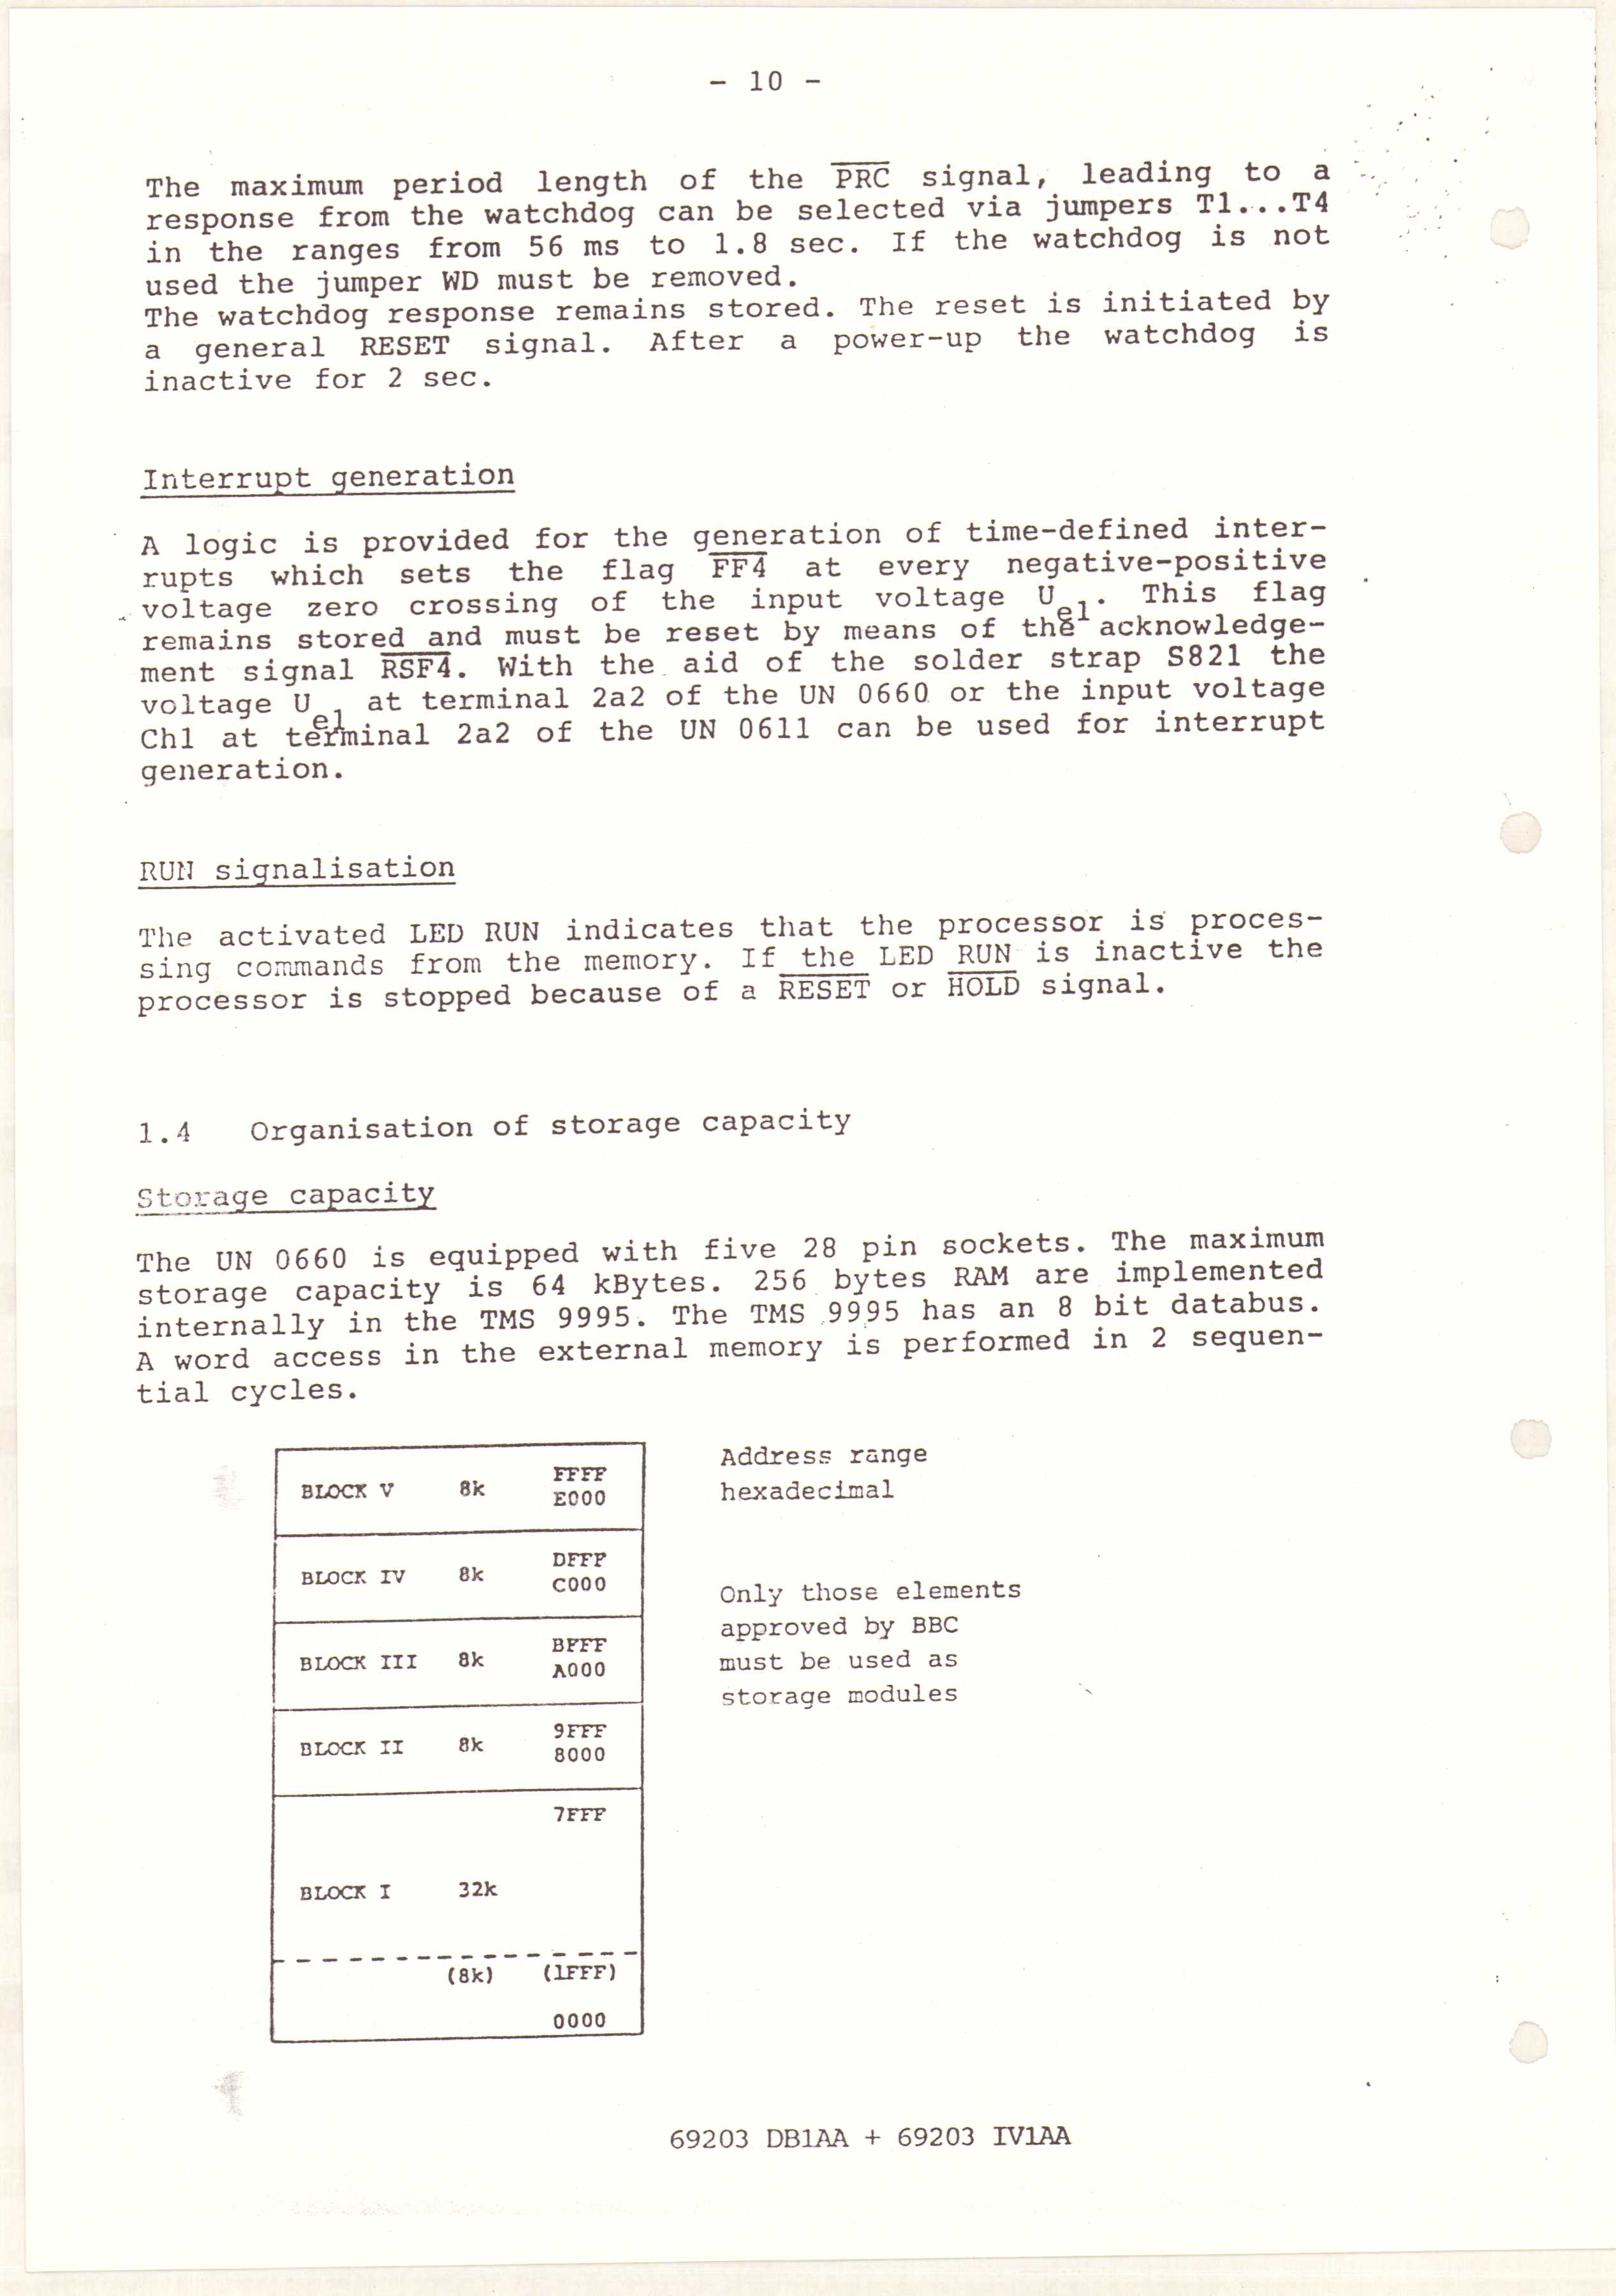 - 10 -
The maximum period length of the PRC signal, leading to a
response from the watchdog can be selected via jumpers T1...T4
in the ranges from 56 ms to 1.8 sec. If the watchdog is not
used the jumper WD must be removed.
The watchdog response remains stored. The reset is initiated by
a general RESET signal. After a power-up the watchdog is
inactive for 2 sec.
Interrupt generation
A logic is provided for the generation of time-defined inter-
rupts which sets the flag FF4 at every negative-positive
voltage zero crossing of the input voltage Ue1. This flag
remains stored and must be reset by means of the acknowledge-
ment signal RSF4. With the aid of the solder strap S821 the
voltage Ue1 at terminal 2a2 of the UN 0660 or the input voltage
Ch1 at terminal 2a2 of the UN 0611 can be used for interrupt
generation.
RUN signalisation
The activated LED RUN indicates that the processor is proces-
sing commands from the memory. If the LED RUN is inactive the
processor is stopped because of a RESET or HOLD signal.
1.4 Organisation of storage capacity
Storage capacity
The UN 0660 is equipped with five 28 pin sockets. The maximum
storage capacity is 64 kBytes. 256 bytes RAM are implemented
internally in the TMS 9995. The TMS 9995 has an 8 bit databus.
A word access in the external memory is performed in 2 sequen-
tial cycles.
BLOCK V 8k FFFF
E000
BLOCK IV 8k DFFF
C000
BLOCK III 8k BFFF
A000
BLOCK II 8k 9FFF
8000
7FFF
BLOCK I 32k
(8k) (1FFF)
0000
Address range
hexadecimal
Only those elements
approved by BBC
must be used as
storage modules
69203 DB1AA + 69203 IV1AA